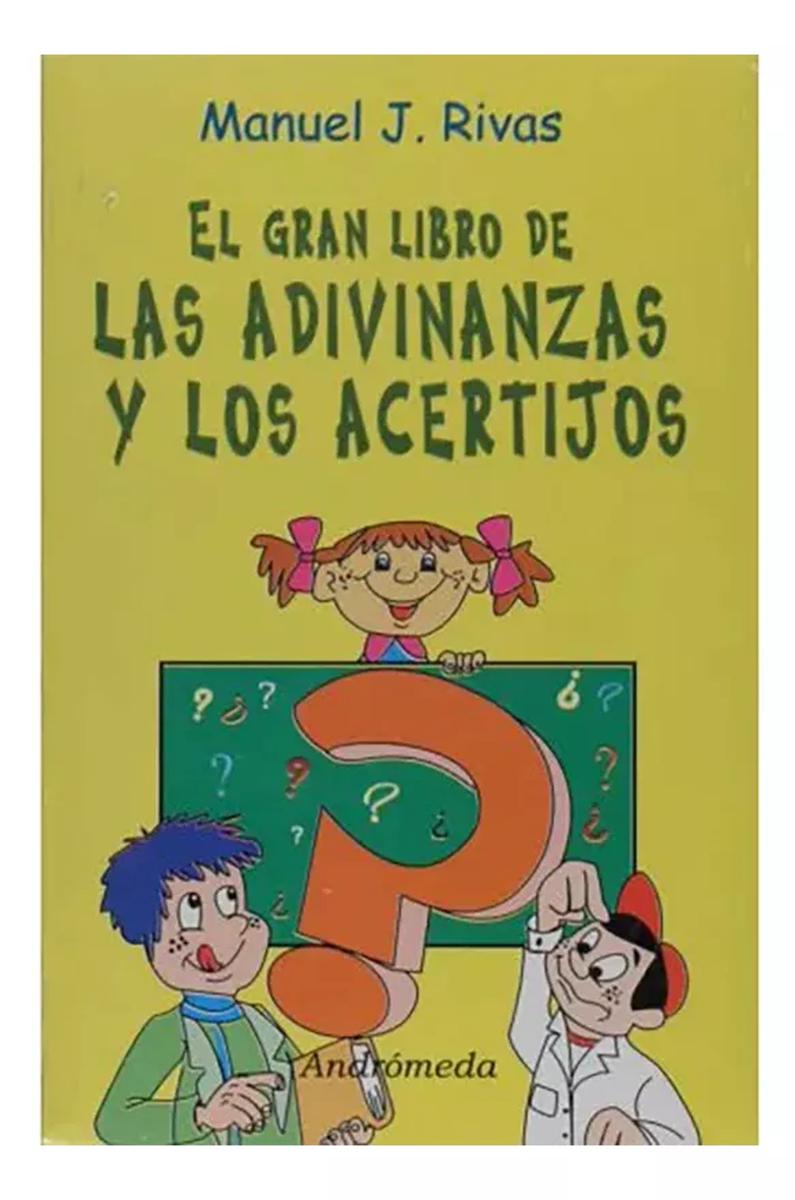 Manuel J. Rivas
EL GRAN LIBRO DE
LAS ADIVINANZAS
Y LOS ACERTIJOS
? ¿ ? ¿ ?
? ? ? ¿ ?
? ¿
¿
?
Andrómeda